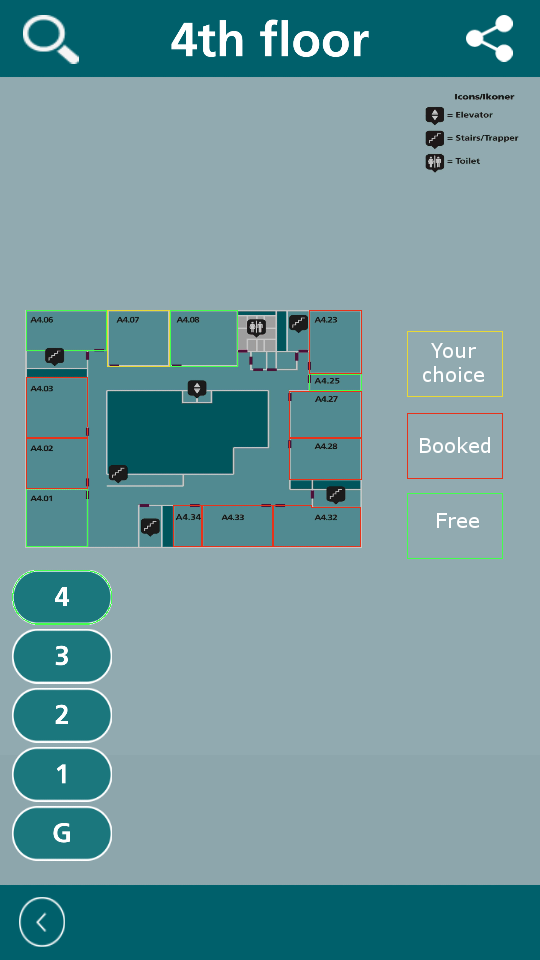 4th floor
Icons/Ikoner
= Elevator
= Stairs/Trapper
= Toilet
A4.06
A4.07
A4.08
A4.23
A4.25
A4.03
A4.27
A4.02
A4.28
A4.01
A4.34
A4.33
A4.32
Your
choice
Booked
Free
4
3
2
1
G